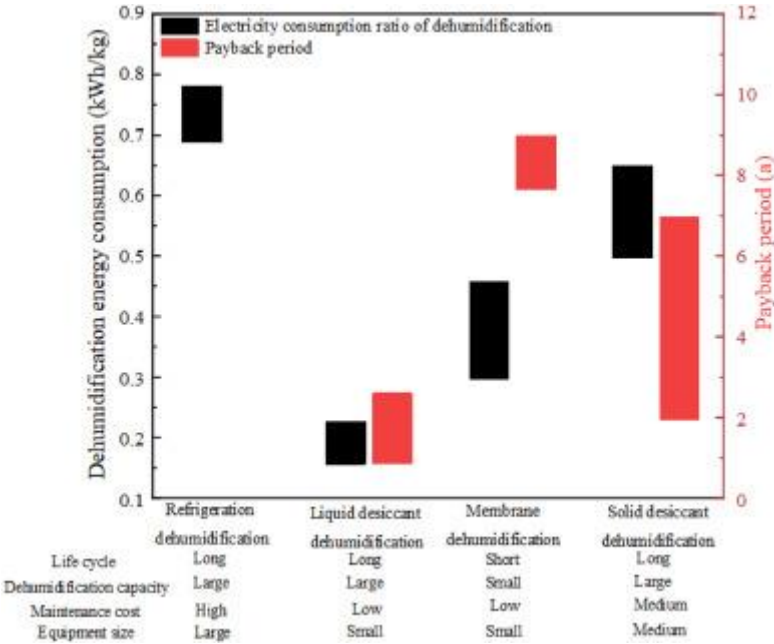 Electricity consumption ratio of dehumidification
Payback period
Dehumidification energy consumption (kWh/kg)
0.9
0.8
0.7
0.6
0.5
0.4
0.3
0.2
0.1
12
10
8
6
4
2
0
Payback period (a)
Refrigeration dehumidification
Liquid desiccant dehumidification
Membrane dehumidification
Solid desiccant dehumidification
Life cycle Long Long Short Long
Dehumidification capacity Large Large Small Large
Maintenance cost High Low Low Medium
Equipment size Large Small Small Medium